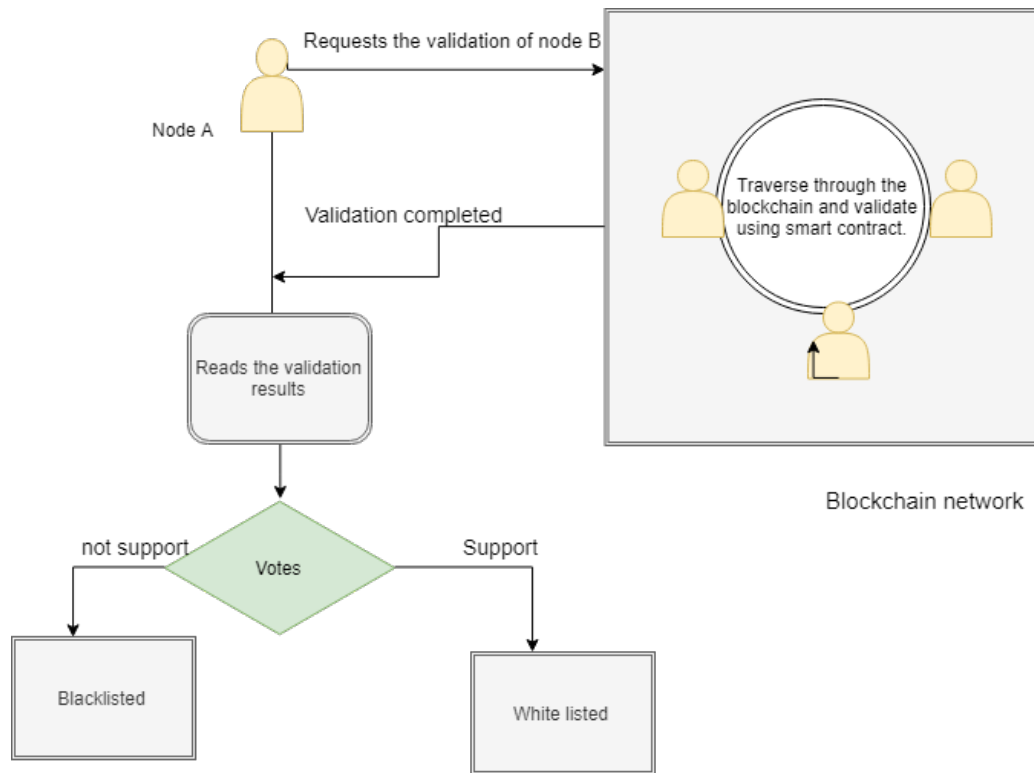 Requests the validation of node B
Node A
Traverse through the
blockchain and validate
using smart contract.
Validation completed
Reads the validation
results
Blockchain network
not support
Support
Votes
Blacklisted
White listed